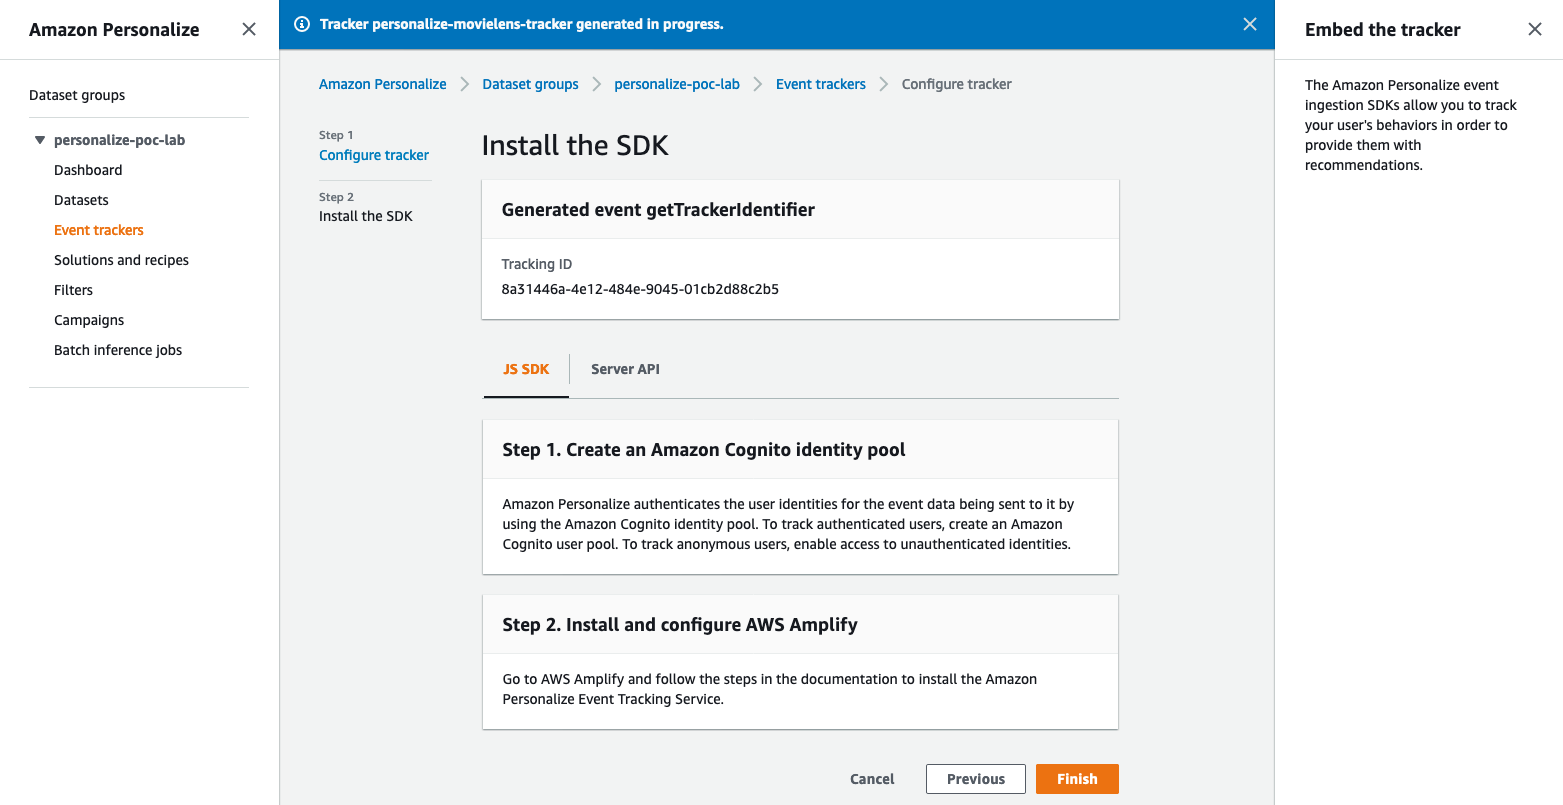 Amazon Personalize
Dataset groups
personalize-poc-lab
Dashboard
Datasets
Event trackers
Solutions and recipes
Filters
Campaigns
Batch inference jobs
Tracker personalize-movielens-tracker generated in progress.
Amazon Personalize
Dataset groups
personalize-poc-lab
Event trackers
Configure tracker
Step 1
Configure tracker
Step 2
Install the SDK
Install the SDK
Generated event getTrackerIdentifier
Tracking ID
8a31446a-4e12-484e-9045-01cb2d88c2b5
JS SDK
Server API
Step 1. Create an Amazon Cognito identity pool
Amazon Personalize authenticates the user identities for the event data being sent to it by
using the Amazon Cognito identity pool. To track authenticated users, create an Amazon
Cognito user pool. To track anonymous users, enable access to unauthenticated identities.
Step 2. Install and configure AWS Amplify
Go to AWS Amplify and follow the steps in the documentation to install the Amazon
Personalize Event Tracking Service.
Cancel
Previous
Finish
Embed the tracker
The Amazon Personalize event
ingestion SDKs allow you to track
your user's behaviors in order to
provide them with
recommendations.